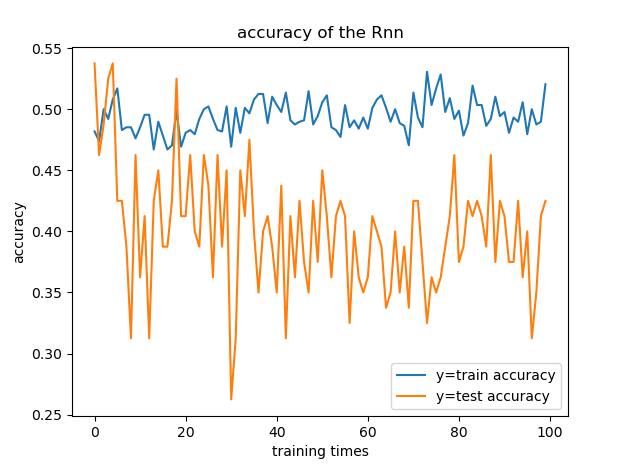 accuracy of the Rnn
0.55
0.50
0.45
0.40
0.35
0.30
0.25
accuracy
0
20
40
60
80
100
training times
y=train accuracy
y=test accuracy